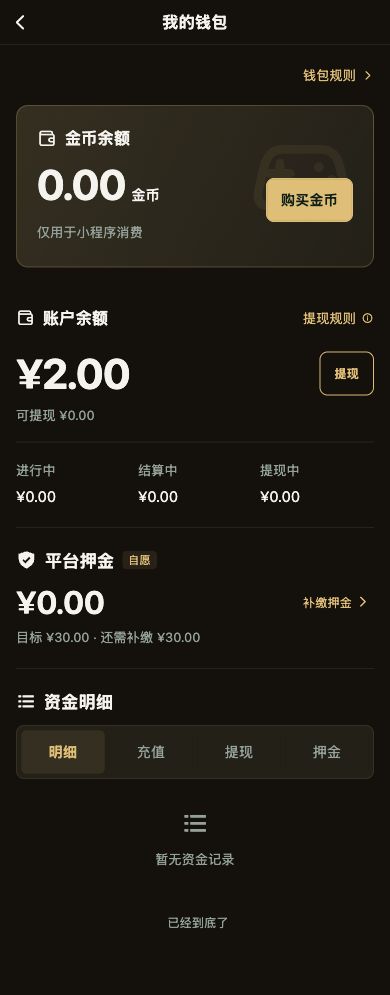 我的钱包
钱包规则
金币余额
0.00 金币
购买金币
仅用于小程序消费
账户余额
提现规则
¥2.00
提现
可提现 ¥0.00
进行中 结算中 提现中
¥0.00 ¥0.00 ¥0.00
平台押金 自愿
¥0.00
补缴押金
目标 ¥30.00 · 还需补缴 ¥30.00
资金明细
明细 充值 提现 押金
暂无资金记录
已经到底了